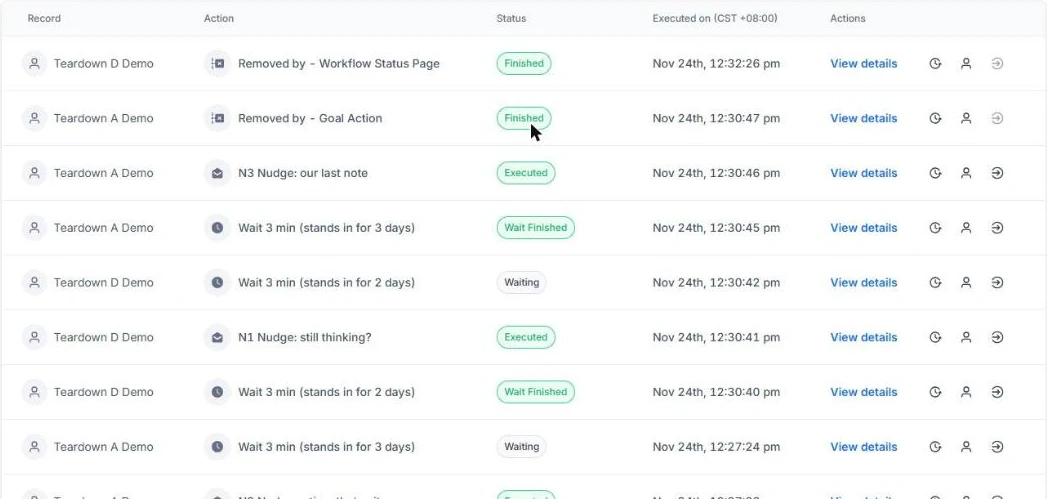 Record Action Status Executed on (CST +08:00) Actions
Teardown D Demo Removed by - Workflow Status Page Finished Nov 24th, 12:32:26 pm View details
Teardown A Demo Removed by - Goal Action Finished Nov 24th, 12:30:47 pm View details
Teardown A Demo N3 Nudge: our last note Executed Nov 24th, 12:30:46 pm View details
Teardown A Demo Wait 3 min (stands in for 3 days) Wait Finished Nov 24th, 12:30:45 pm View details
Teardown D Demo Wait 3 min (stands in for 2 days) Waiting Nov 24th, 12:30:42 pm View details
Teardown D Demo N1 Nudge: still thinking? Executed Nov 24th, 12:30:41 pm View details
Teardown D Demo Wait 3 min (stands in for 2 days) Wait Finished Nov 24th, 12:30:40 pm View details
Teardown A Demo Wait 3 min (stands in for 3 days) Waiting Nov 24th, 12:27:24 pm View details